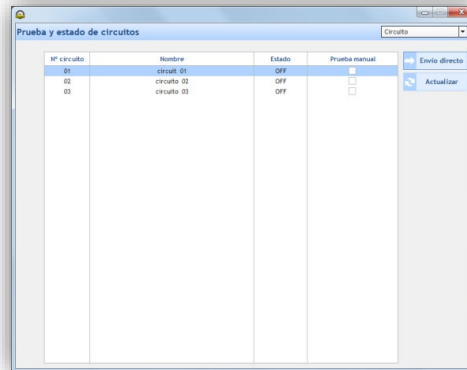 Prueba y estado de circuitos
Circuito
Nº circuito Nombre Estado Prueba manual
01 circuit 01 OFF
02 circuito 02 OFF
03 circuito 03 OFF
Envío directo
Actualizar